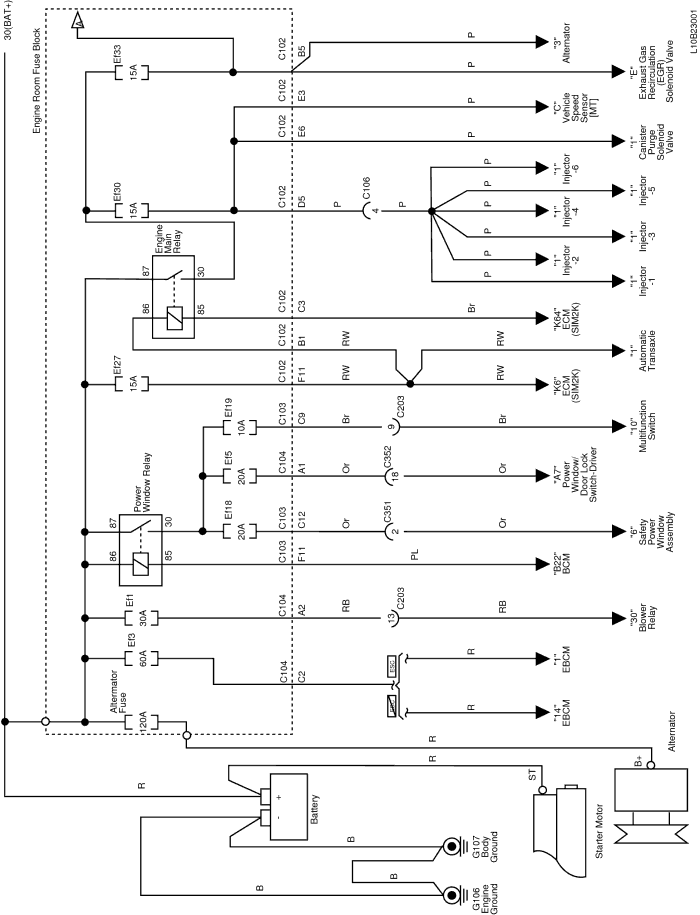 30(BAT+)
Engine Room Fuse Block
A
Ef33
15A
C102
B5
P
"3"
Alternator
P
"E"
Exhaust Gas
Recirculation
(EGR)
Solenoid Valve
L10B23001
C102
E3
P
"C"
Vehicle
Speed
Sensor
[MT]
C102
E6
P
"1"
Canister
Purge
Solenoid
Valve
Ef30
15A
C102
D5
P
C106
4
P
P
"1"
Injector
-6
P
"1"
Injector
-5
P
"1"
Injector
-4
P
"1"
Injector
-3
P
"1"
Injector
-2
P
"1"
Injector
-1
Engine
Main
Relay
87
30
86
85
C102
C3
Br
"K64"
ECM
(SIM2K)
C102
B1
RW
RW
"1"
Automatic
Transaxle
Ef27
15A
C102
F11
RW
RW
"K6"
ECM
(SIM2K)
Ef19
10A
C103
C9
Br
C203
9
Br
"10"
Multifunction
Switch
Ef5
20A
C104
A1
Or
C352
18
Or
"A7"
Power
Window/
Door Lock
Switch-Driver
Power
Window Relay
87
30
86
85
Ef18
20A
C103
C12
Or
C351
2
Or
"6"
Safety
Power
Window
Assembly
C103
F11
PL
"B22"
BCM
Ef1
30A
C104
A2
RB
C203
13
RB
"30"
Blower
Relay
Ef3
60A
C104
C2
ESC
R
"1"
EBCM
ESC
R
"14"
EBCM
Altermator
Fuse
120A
R
R
B+
Alternator
R
+
-
Battery
ST
Starter Motor
B
G107
Body
Ground
B
B
G106
Engine
Ground